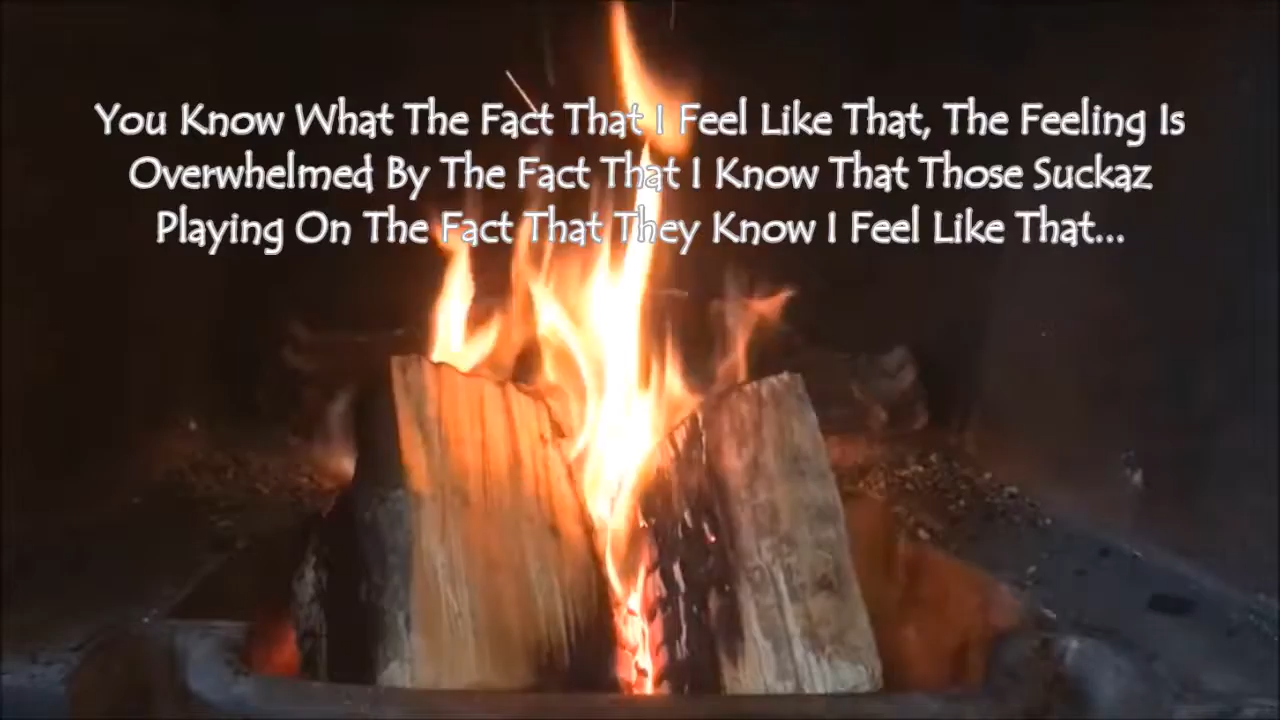 You Know What The Fact That I Feel Like That, The Feeling Is
Overwhelmed By The Fact That I Know That Those Suckaz
Playing On The Fact That They Know I Feel Like That...